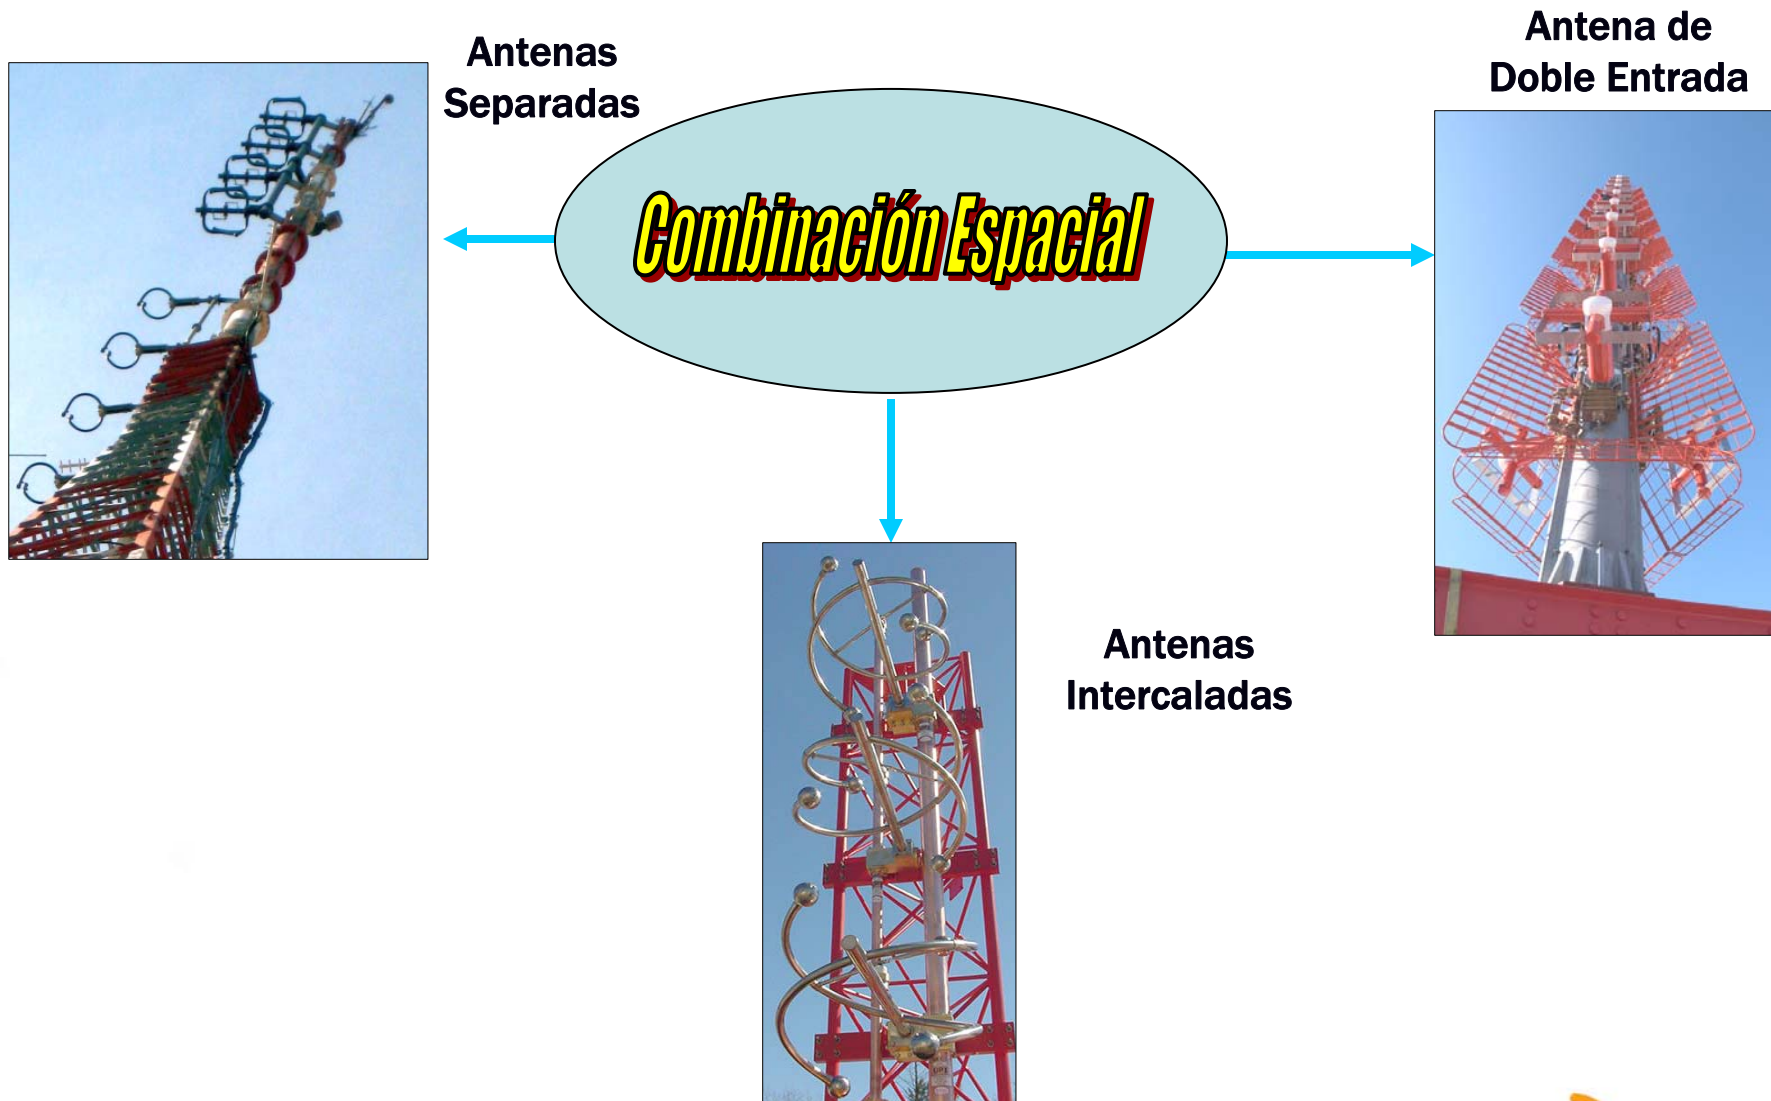 Antena de
Doble Entrada
Antenas
Separadas
Combinación Espacial
Antenas
Intercaladas